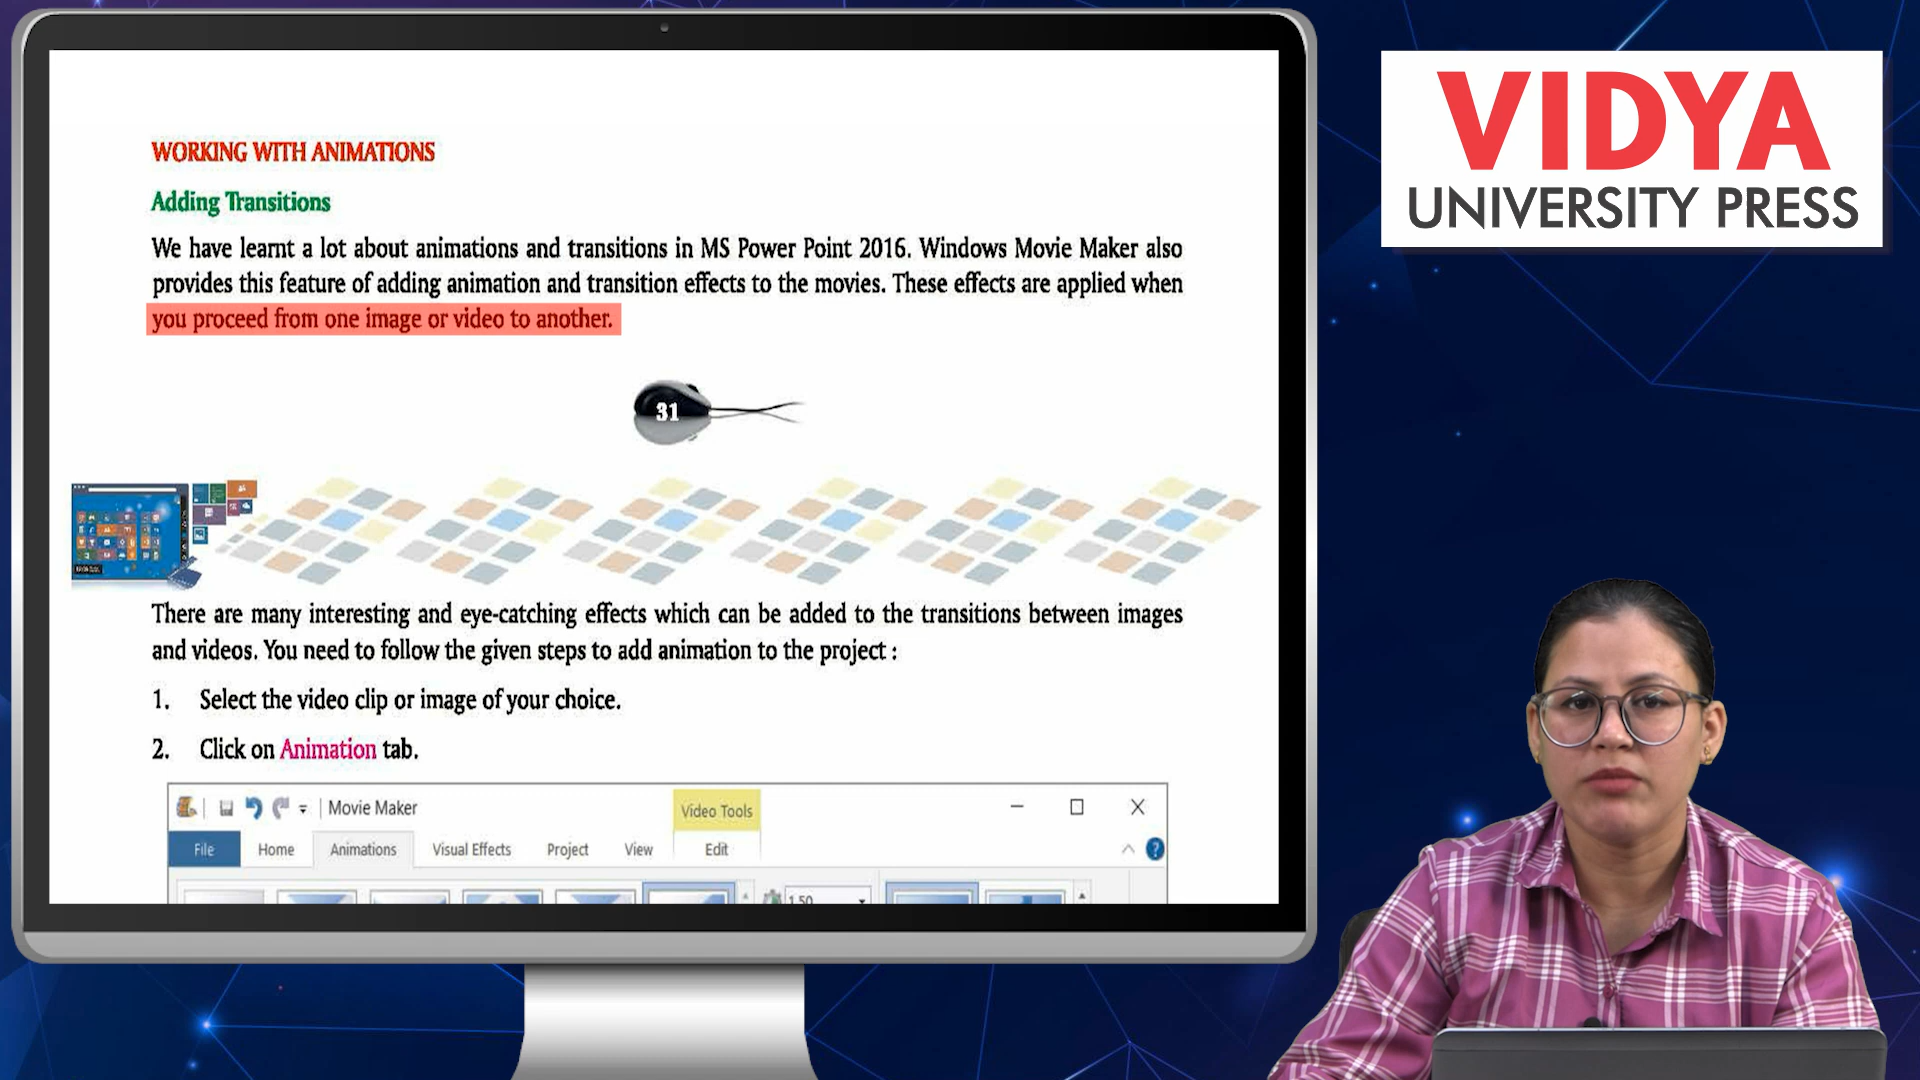 VIDYA
UNIVERSITY PRESS
WORKING WITH ANIMATIONS
Adding Transitions
We have learnt a lot about animations and transitions in MS Power Point 2016. Windows Movie Maker also
provides this feature of adding animation and transition effects to the movies. These effects are applied when
you proceed from one image or video to another.
31
There are many interesting and eye-catching effects which can be added to the transitions between images
and videos. You need to follow the given steps to add animation to the project :
1. Select the video clip or image of your choice.
2. Click on Animation tab.
Movie Maker
Video Tools
File Home Animations Visual Effects Project View Edit
1.50